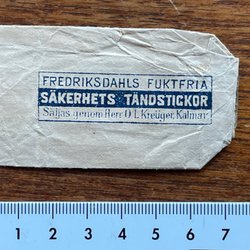 FREDRIKSDAHLS FUKTFRIA
SÄKERHETS TÄNDSTICKOR
Säljas genom Herr O.L. Kreüger, Kalmar
1 2 3 4 5 6 7